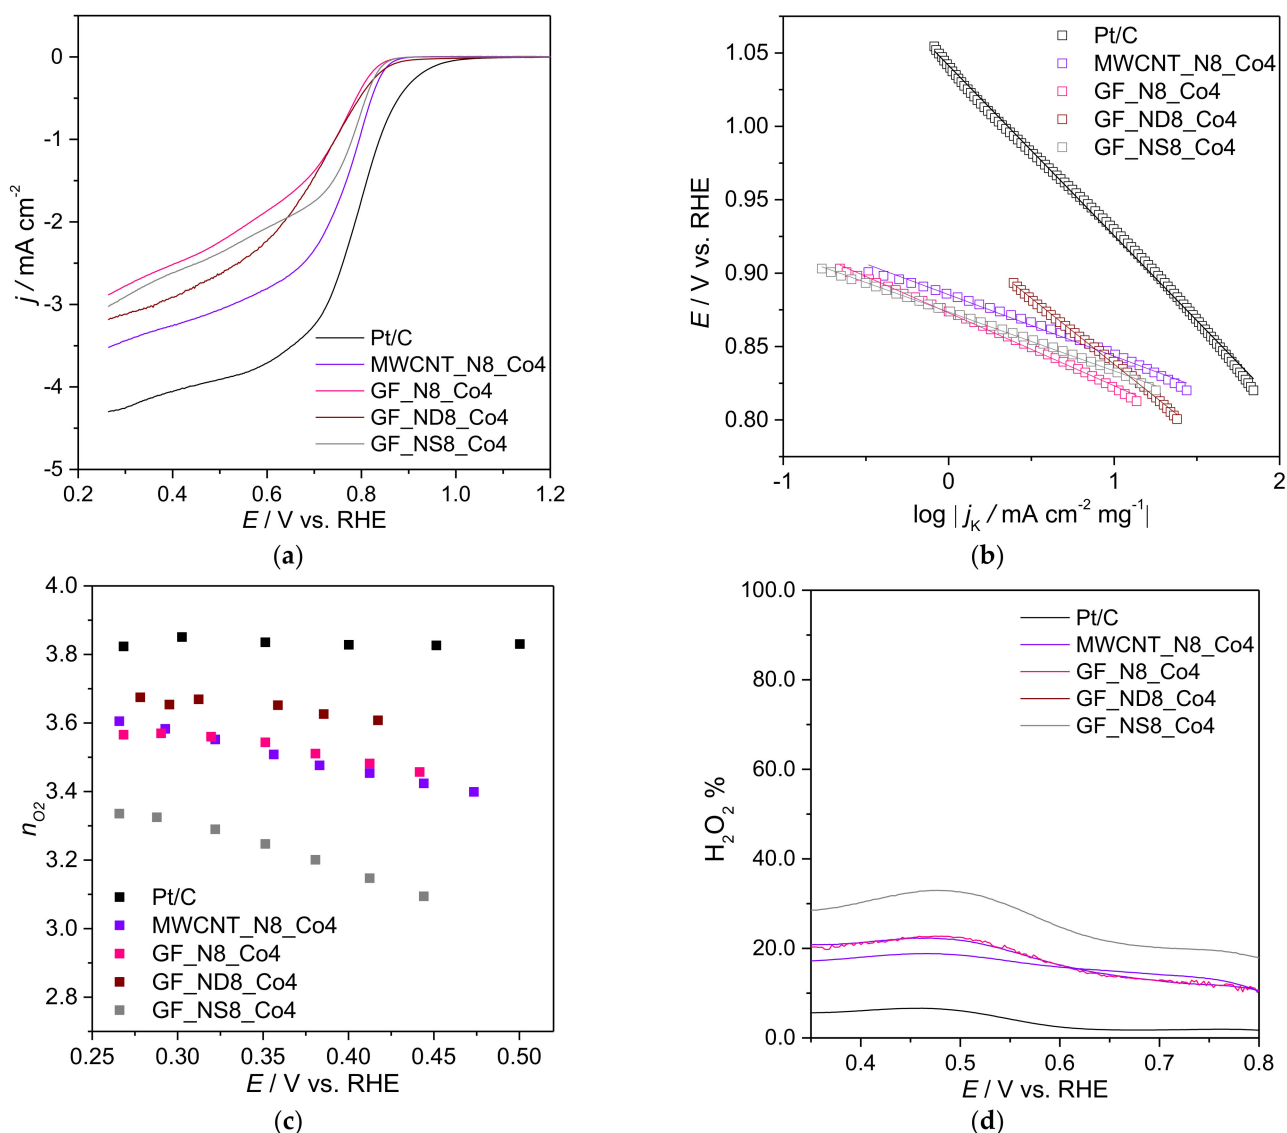 (a)
j / mA cm-2
0
-1
-2
-3
-4
-5
0.2 0.4 0.6 0.8 1.0 1.2
E / V vs. RHE
Pt/C
MWCNT_N8_Co4
GF_N8_Co4
GF_ND8_Co4
GF_NS8_Co4
(b)
E / V vs. RHE
1.05
1.00
0.95
0.90
0.85
0.80
-1 0 1 2
log | jK / mA cm-2 mg-1|
Pt/C
MWCNT_N8_Co4
GF_N8_Co4
GF_ND8_Co4
GF_NS8_Co4
(c)
nO2
4.0
3.8
3.6
3.4
3.2
3.0
2.8
0.25 0.30 0.35 0.40 0.45 0.50
E / V vs. RHE
Pt/C
MWCNT_N8_Co4
GF_N8_Co4
GF_ND8_Co4
GF_NS8_Co4
(d)
H2O2 %
100.0
80.0
60.0
40.0
20.0
0.0
0.4 0.5 0.6 0.7 0.8
E / V vs. RHE
Pt/C
MWCNT_N8_Co4
GF_N8_Co4
GF_ND8_Co4
GF_NS8_Co4